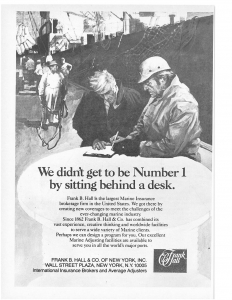 We didn't get to be Number 1
by sitting behind a desk.
Frank B. Hall is the largest Marine Insurance
brokerage firm in the United States. We got there by
creating new coverages to meet the challenges of the
ever-changing marine industry.
Since 1862 Frank B. Hall & Co. has combined its
vast experience, creative thinking and worldwide facilities
to serve a wide variety of Marine clients.
Perhaps we can design a program for you. Our excellent
Marine Adjusting facilities are available to
serve you in all the world's major ports.
Frank
Hall
FRANK B. HALL & CO. OF NEW YORK, INC.
WALL STREET PLAZA, NEW YORK, N.Y. 10005
International Insurance Brokers and Average Adjusters